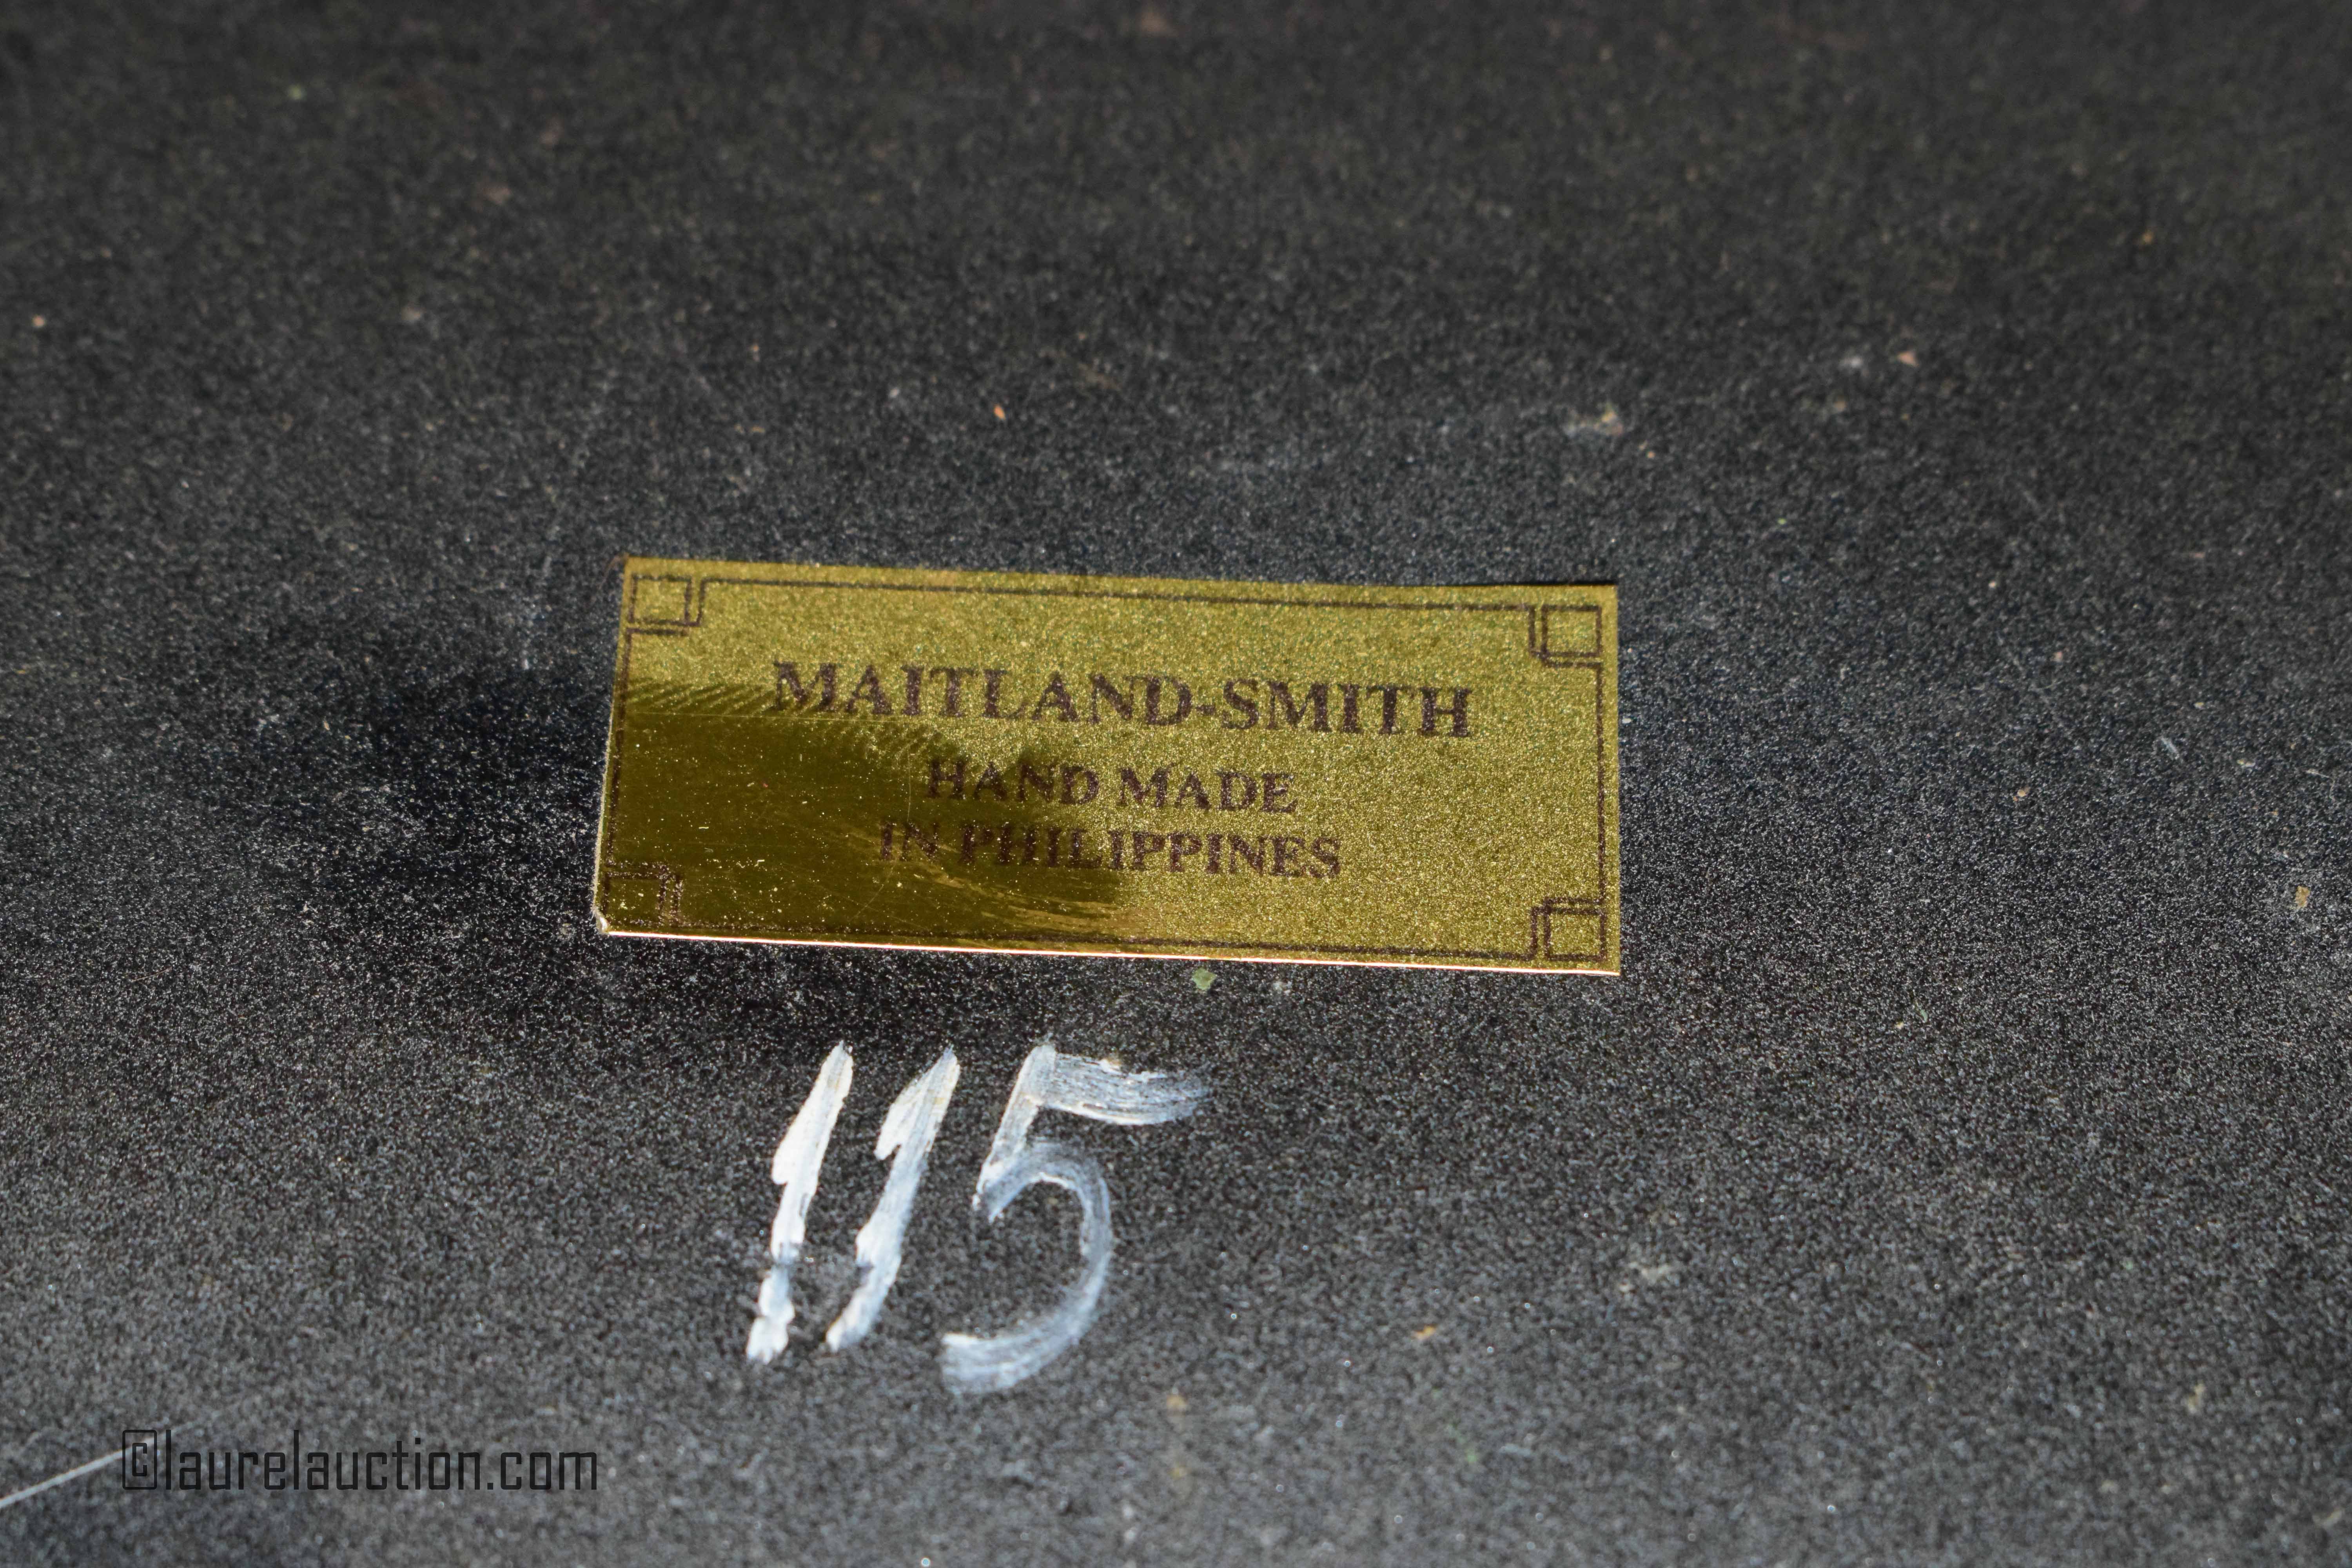 MAITLAND-SMITH
HAND MADE
IN PHILIPPINES
115
©laurelauction.com